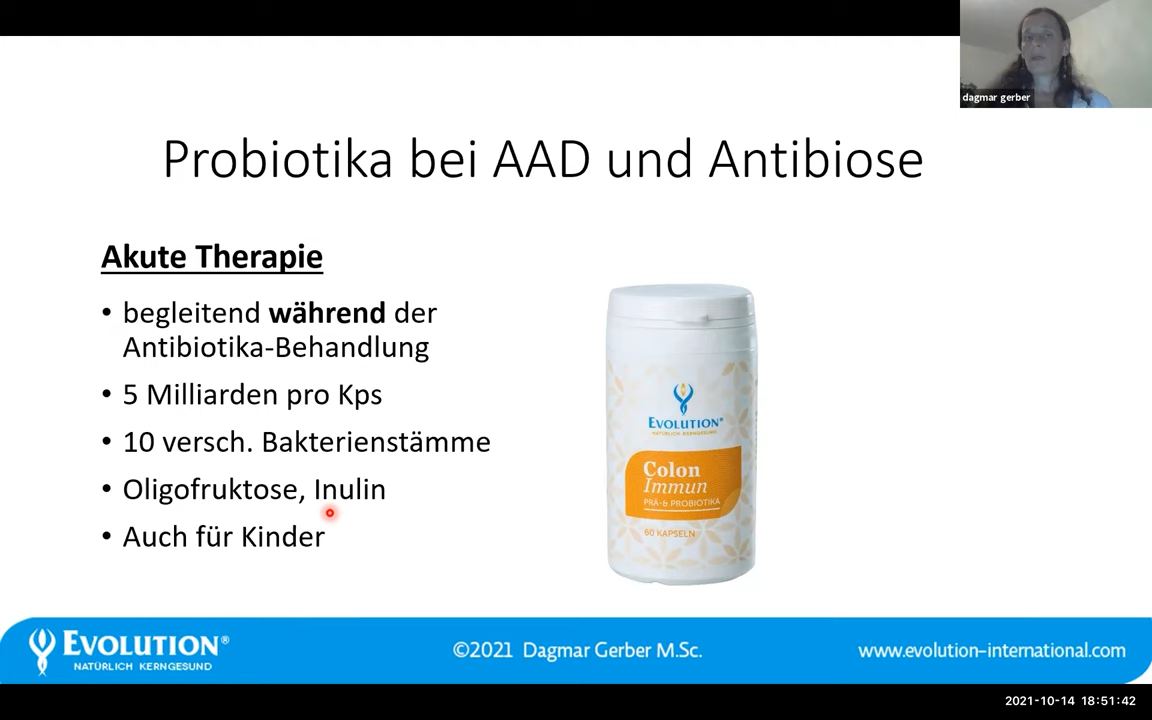 dagmar gerber
Probiotika bei AAD und Antibiose
Akute Therapie
• begleitend während der
Antibiotika-Behandlung
• 5 Milliarden pro Kps
• 10 versch. Bakterienstämme
• Oligofruktose, Inulin
• Auch für Kinder
EVOLUTION®
NATÜRLICH KERNGESUND
Colon
Immun
PRÄ-& PROBIOTIKA
60 KAPSELN
EVOLUTION®
NATÜRLICH KERNGESUND
©2021 Dagmar Gerber M.Sc.
www.evolution-international.com
2021-10-14 18:51:42